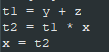 t1 = y + z
t2 = t1 * x
x = t2